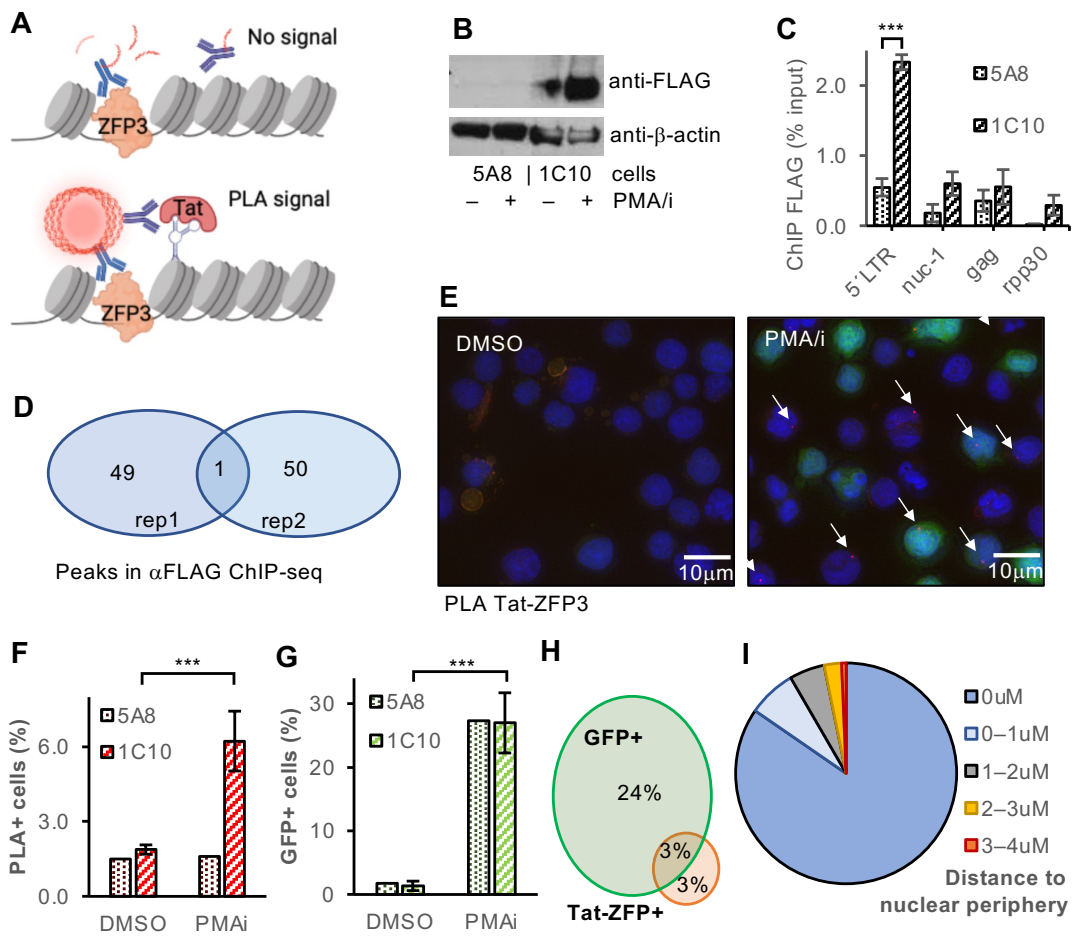 A
No signal
ZFP3
PLA signal
Tat
ZFP3
B
anti-FLAG
anti-β-actin
5A8 | 1C10 cells
– + – + PMA/i
C
***
ChIP FLAG (% input)
2.0
1.0
0.0
5A8
1C10
5´LTR
nuc-1
gag
rpp30
D
49
1
50
rep1
rep2
Peaks in αFLAG ChIP-seq
E
DMSO
10μm
PMA/i
10μm
PLA Tat-ZFP3
F
***
PLA+ cells (%)
6.0
3.0
0.0
5A8
1C10
DMSO
PMAi
G
***
GFP+ cells (%)
30
20
10
0
5A8
1C10
DMSO
PMAi
H
GFP+
24%
3%
3%
Tat-ZFP+
I
0uM
0–1uM
1–2uM
2–3uM
3–4uM
Distance to
nuclear periphery